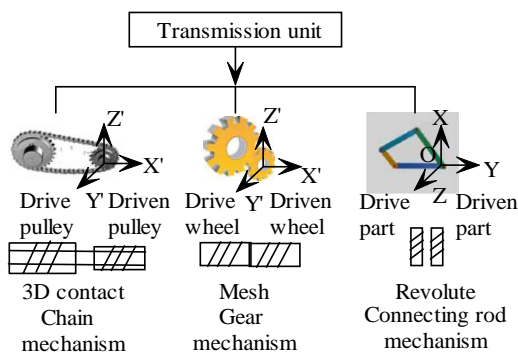 Transmission unit
Z'
X'
Y'
Drive pulley
Driven pulley
3D contact
Chain
mechanism
Z'
X'
Y'
Drive wheel
Driven wheel
Mesh
Gear
mechanism
X
O
Y
Z
Drive part
Driven part
Revolute
Connecting rod
mechanism